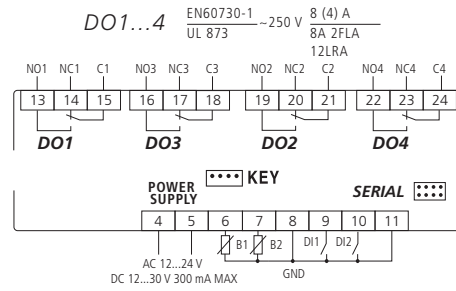 DO1...4 EN60730-1 ~250 V 8 (4) A
UL 873 8A 2FLA
12LRA
NO1 NC1 C1 NO3 NC3 C3 NO2 NC2 C2 NO4 NC4 C4
13 14 15 16 17 18 19 20 21 22 23 24
DO1 DO3 DO2 DO4
KEY
POWER
SUPPLY
SERIAL
4 5 6 7 8 9 10 11
B1 B2 DI1 DI2
AC 12...24 V
GND
DC 12...30 V 300 mA MAX